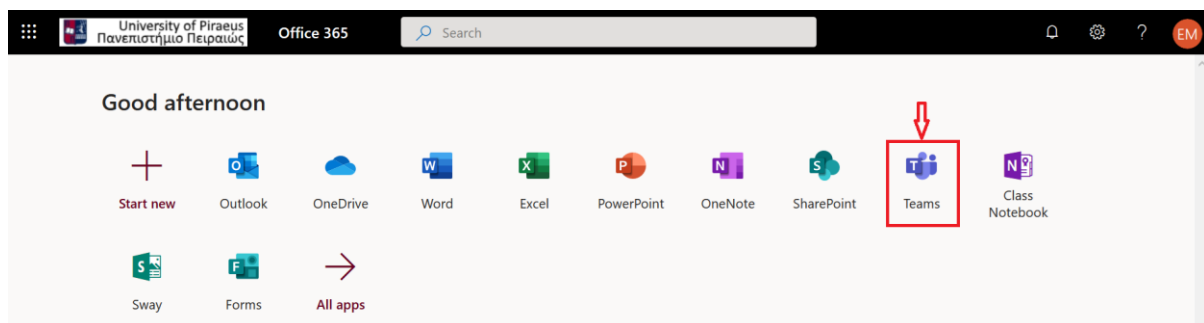 University of Piraeus
Πανεπιστήμιο Πειραιώς
Office 365
Search
?
EM
Good afternoon
Start new
Outlook
OneDrive
Word
Excel
PowerPoint
OneNote
SharePoint
Teams
Class
Notebook
Sway
Forms
All apps